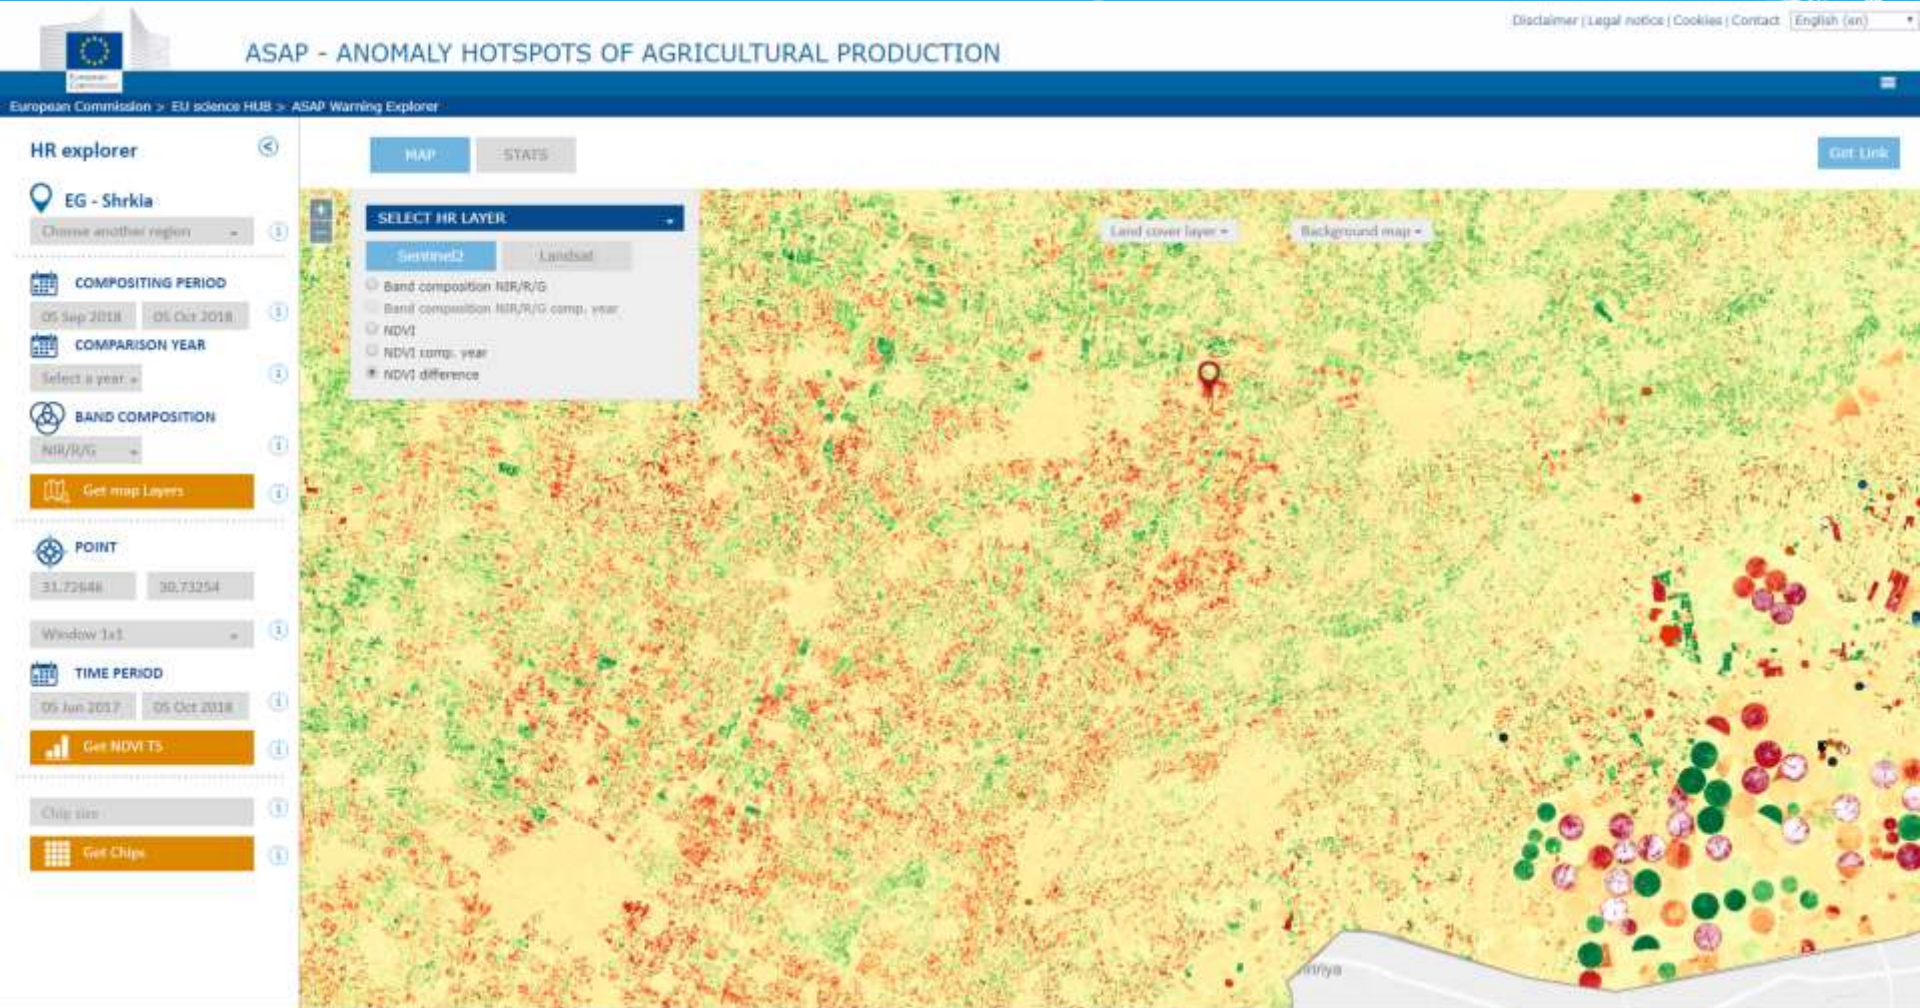 Disclaimer | Legal notice | Cookies | Contact English (en)
European
Commission
ASAP - ANOMALY HOTSPOTS OF AGRICULTURAL PRODUCTION
European Commission > EU science HUB > ASAP Warning Explorer
HR explorer
EG - Shrkia
Choose another region
COMPOSITING PERIOD
05 Sep 2018 05 Oct 2018
COMPARISON YEAR
Select a year
BAND COMPOSITION
NIR/R/G
Get map Layers
POINT
31.72646 30.73254
Window 1x1
TIME PERIOD
05 Jun 2017 05 Oct 2018
Get NDVI TS
Chip size
Get Chips
MAP STATS
Get Link
+
-
SELECT HR LAYER
Sentinel2 Landsat
Band composition NIR/R/G
Band composition NIR/R/G comp. year
NDVI
NDVI comp. year
NDVI difference
Land cover layer Background map